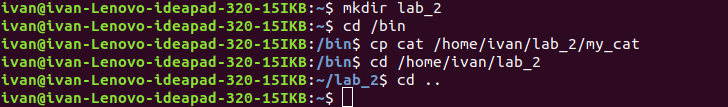 ivan@ivan-Lenovo-ideapad-320-15IKB:~$ mkdir lab_2
ivan@ivan-Lenovo-ideapad-320-15IKB:~$ cd /bin
ivan@ivan-Lenovo-ideapad-320-15IKB:/bin$ cp cat /home/ivan/lab_2/my_cat
ivan@ivan-Lenovo-ideapad-320-15IKB:/bin$ cd /home/ivan/lab_2
ivan@ivan-Lenovo-ideapad-320-15IKB:~/lab_2$ cd ..
ivan@ivan-Lenovo-ideapad-320-15IKB:~$